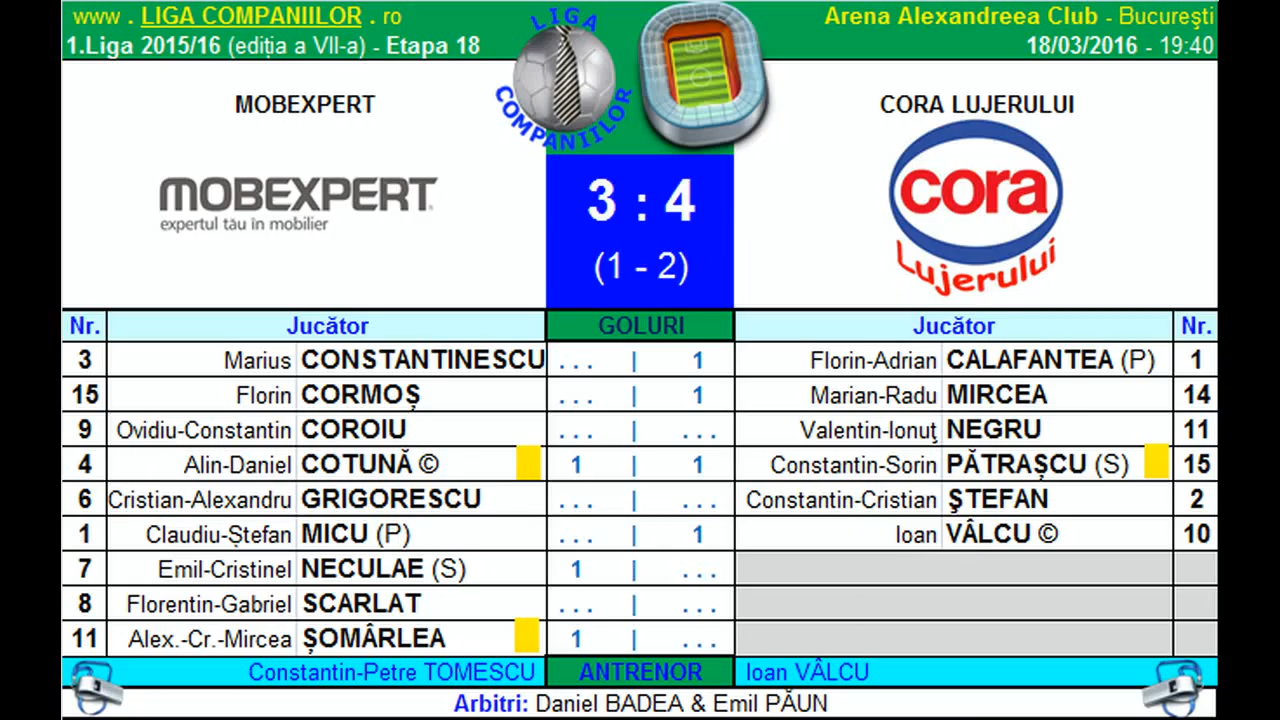 www . LIGA COMPANIILOR . ro
Arena Alexandreea Club - Bucureşti
1.Liga 2015/16 (ediția a VII-a) - Etapa 18
18/03/2016 - 19:40
LIGA
COMPANIILOR
MOBEXPERT
CORA LUJERULUI
MOBEXPERT
expertul tău în mobilier
3 : 4
(1 - 2)
cora
Lujerului
Nr. Jucător GOLURI Jucător Nr.
3 Marius CONSTANTINESCU ... | 1 Florin-Adrian CALAFANTEA (P) 1
15 Florin CORMOȘ ... | 1 Marian-Radu MIRCEA 14
9 Ovidiu-Constantin COROIU ... | ... Valentin-Ionuţ NEGRU 11
4 Alin-Daniel COTUNĂ © 1 | 1 Constantin-Sorin PĂTRAȘCU (S) 15
6 Cristian-Alexandru GRIGORESCU ... | ... Constantin-Cristian ŞTEFAN 2
1 Claudiu-Ștefan MICU (P) ... | 1 Ioan VÂLCU © 10
7 Emil-Cristinel NECULAE (S) 1 | ...
8 Florentin-Gabriel SCARLAT ... | ...
11 Alex.-Cr.-Mircea ȘOMÂRLEA 1 | ...
Constantin-Petre TOMESCU ANTRENOR Ioan VÂLCU
Arbitri: Daniel BADEA & Emil PĂUN